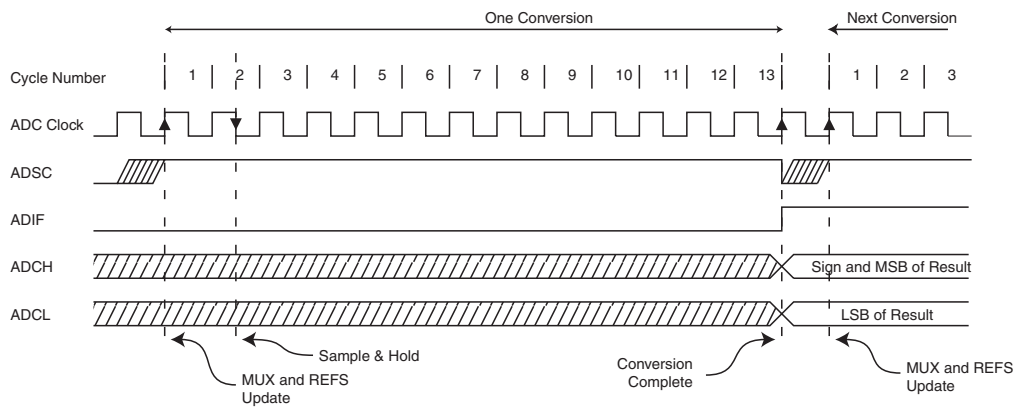 One Conversion
Next Conversion
Cycle Number 1 2 3 4 5 6 7 8 9 10 11 12 13 1 2 3
ADC Clock
ADSC
ADIF
ADCH
Sign and MSB of Result
ADCL
LSB of Result
Sample & Hold
MUX and REFS
Update
Conversion
Complete
MUX and REFS
Update